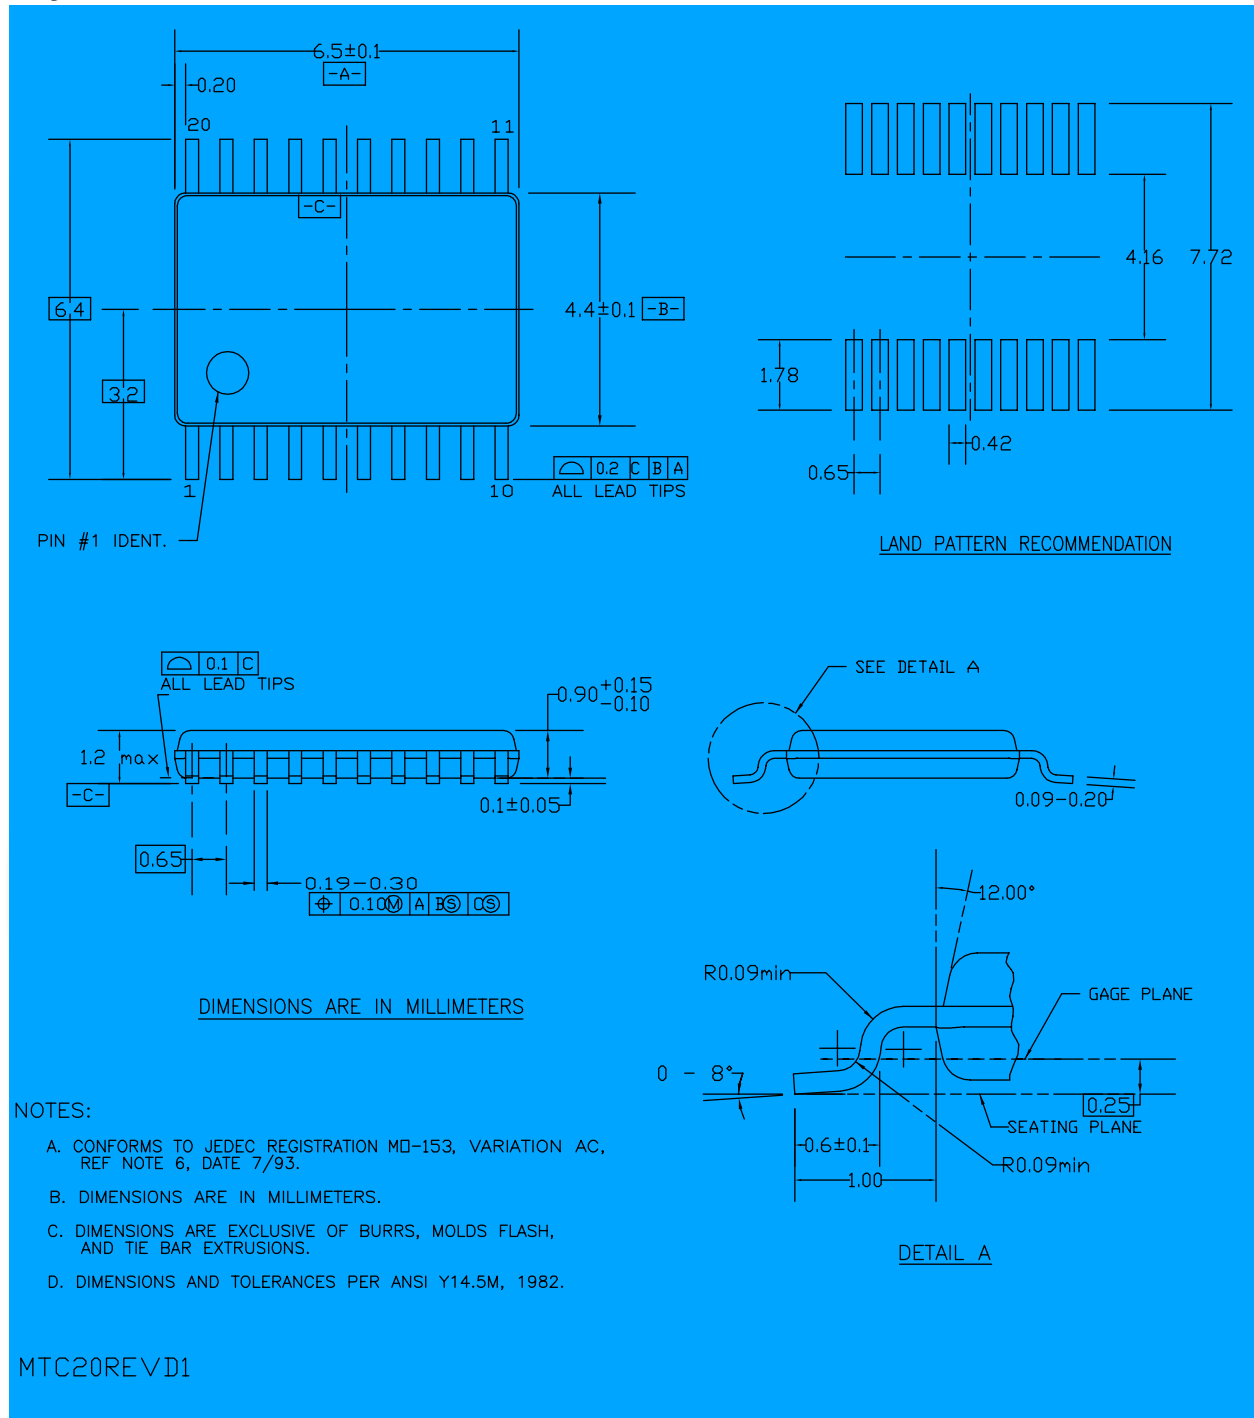 6.5±0.1
-A-
0.20
20
11
-C-
6.4
4.4±0.1
-B-
3.2
0.2 C B A
ALL LEAD TIPS
1
10
PIN #1 IDENT.
4.16
7.72
1.78
0.42
0.65
LAND PATTERN RECOMMENDATION
0.1 C
ALL LEAD TIPS
0.90 +0.15
-0.10
1.2 max
-C-
0.1±0.05
0.65
0.19-0.30
0.10Ⓜ A BⓈ CⓈ
SEE DETAIL A
0.09-0.20
DIMENSIONS ARE IN MILLIMETERS
12.00°
R0.09min
GAGE PLANE
0 - 8°
0.25
SEATING PLANE
0.6±0.1
R0.09min
1.00
DETAIL A
NOTES:
A. CONFORMS TO JEDEC REGISTRATION MO-153, VARIATION AC,
REF NOTE 6, DATE 7/93.
B. DIMENSIONS ARE IN MILLIMETERS.
C. DIMENSIONS ARE EXCLUSIVE OF BURRS, MOLDS FLASH,
AND TIE BAR EXTRUSIONS.
D. DIMENSIONS AND TOLERANCES PER ANSI Y14.5M, 1982.
MTC20REVD1